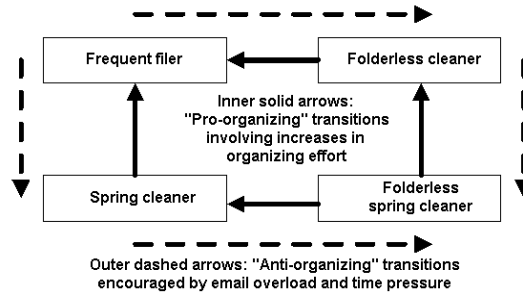 Frequent filer
Folderless cleaner
Inner solid arrows:
"Pro-organizing" transitions
involving increases in
organizing effort
Spring cleaner
Folderless
spring cleaner
Outer dashed arrows: "Anti-organizing" transitions
encouraged by email overload and time pressure